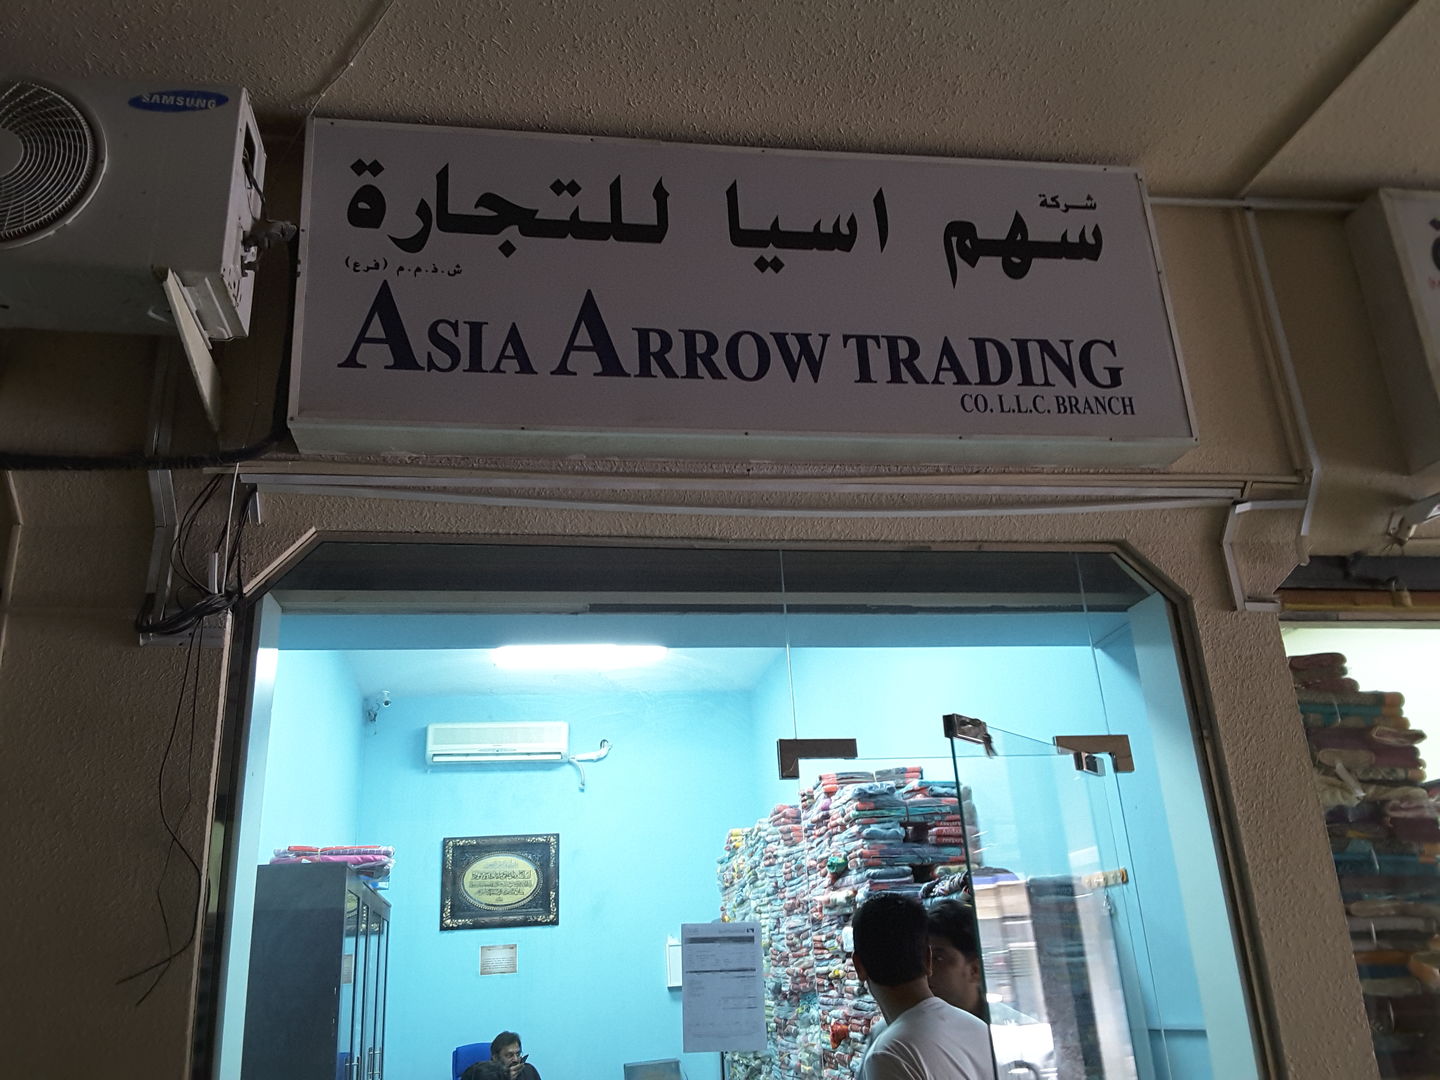 SAMSUNG
شركة
سهم اسيا للتجارة
ش.ذ.م.م (فرع)
ASIA ARROW TRADING
CO. L.L.C. BRANCH